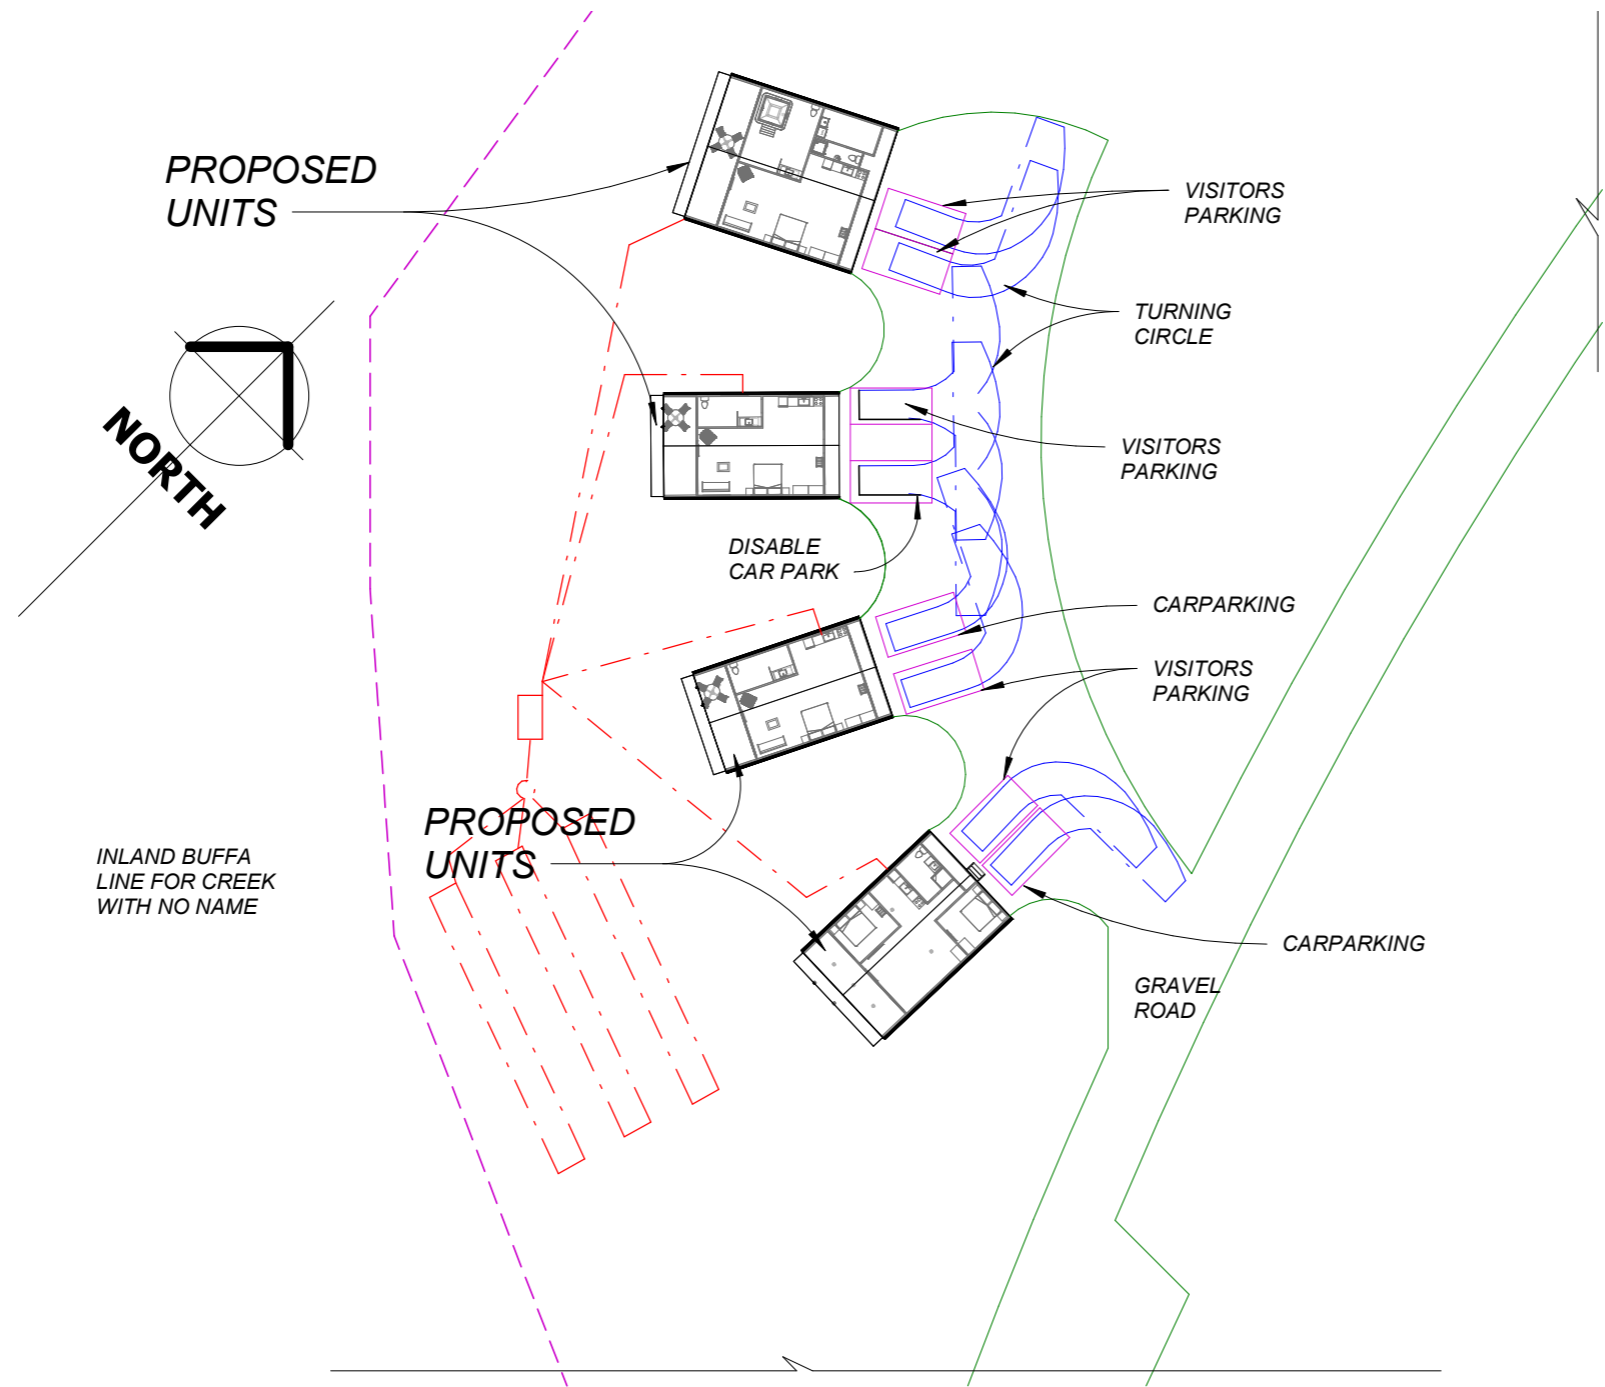 PROPOSED
UNITS
VISITORS
PARKING
TURNING
CIRCLE
NORTH
VISITORS
PARKING
DISABLE
CAR PARK
CARPARKING
VISITORS
PARKING
PROPOSED
UNITS
INLAND BUFFA
LINE FOR CREEK
WITH NO NAME
CARPARKING
GRAVEL
ROAD